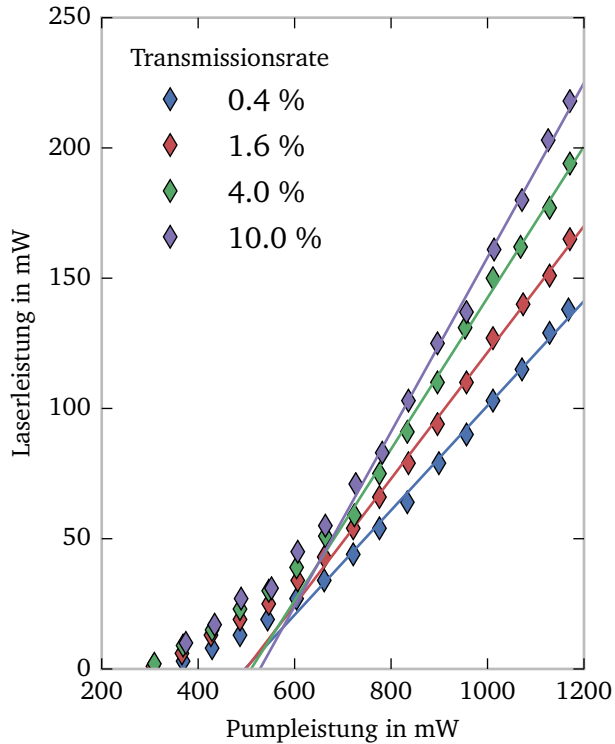 250
200
150
100
50
0
Laserleistung in mW
Transmissionsrate
0.4 %
1.6 %
4.0 %
10.0 %
200 400 600 800 1000 1200
Pumpleistung in mW